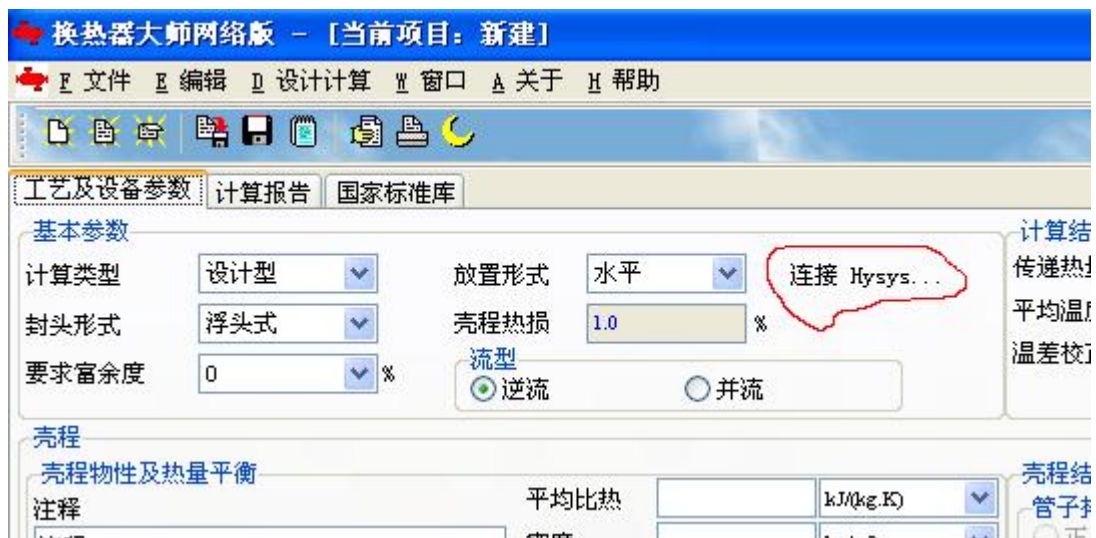 换热器大师网络版 - [当前项目: 新建]
F 文件 E 编辑 D 设计计算 W 窗口 A 关于 H 帮助
工艺及设备参数 计算报告 国家标准库
基本参数 计算结
计算类型 设计型 放置形式 水平 连接 Hysys... 传递热
封头形式 浮头式 壳程热损 1.0 % 平均温
要求富余度 0 % 流型 温差校
逆流 并流
壳程
壳程物性及热量平衡 壳程结
注释 平均比热 kJ/(kg.K) 管子
密度